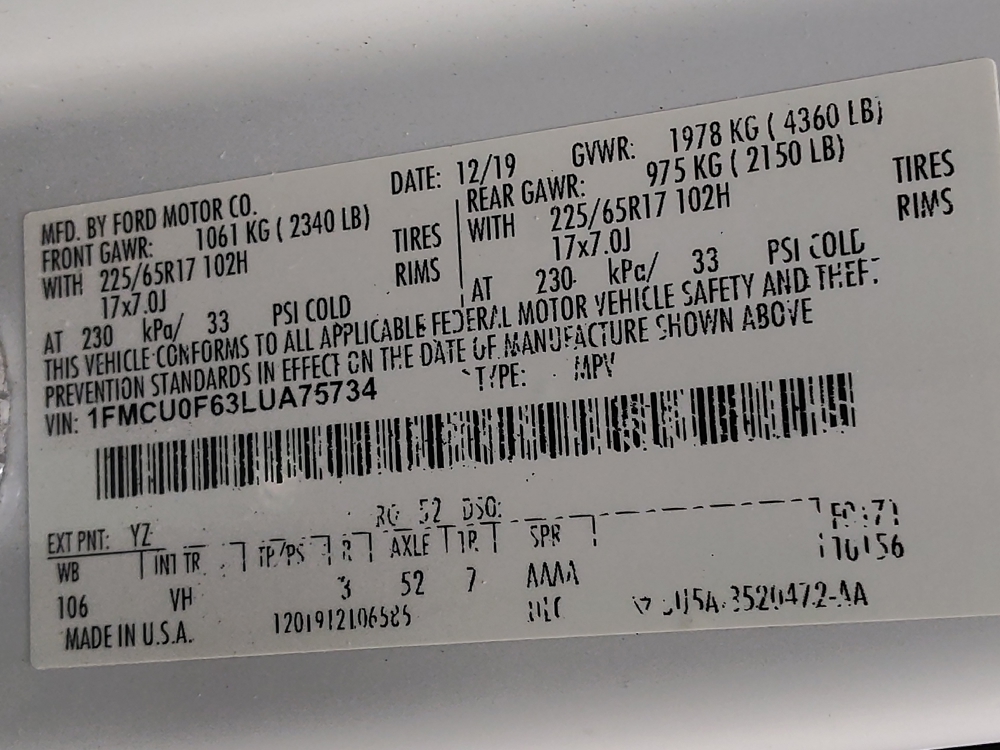 MFD. BY FORD MOTOR CO. DATE: 12/19 GVWR: 1978 KG ( 4360 LB)
FRONT GAWR: 1061 KG ( 2340 LB) REAR GAWR: 975 KG ( 2150 LB)
WITH 225/65R17 102H TIRES WITH 225/65R17 102H TIRES
17x7.0J RIMS 17x7.0J RIMS
AT 230 kPa/ 33 PSI COLD AT 230 kPa/ 33 PSI COLD
THIS VEHICLE CONFORMS TO ALL APPLICABLE FEDERAL MOTOR VEHICLE SAFETY AND THEFT
PREVENTION STANDARDS IN EFFECT ON THE DATE OF MANUFACTURE SHOWN ABOVE
VIN: 1FMCU0F63LUA75734 TYPE: MPV
EXT PNT: YZ RC: 52 DSO:
WB INT TR TP/PS R AXLE TR SPR
106 VH 3 52 7 AAAA
MADE IN U.S.A. 1201912106585